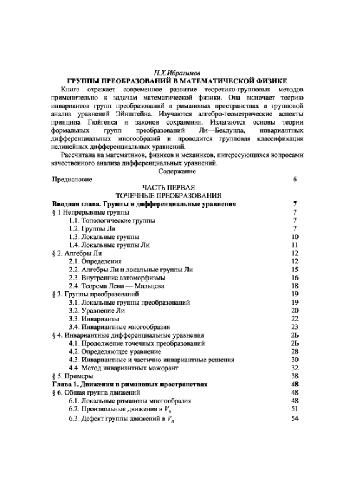 Н.Х.Ибрагимов
ГРУППЫ ПРЕОБРАЗОВАНИЙ В МАТЕМАТИЧЕСКОЙ ФИЗИКЕ
Книга отражает современное развитие теоретико-групповых методов
применительно к задачам математической физики. Она включает теорию
инвариантов групп преобразований в римановых пространствах и групповой
анализ уравнений Эйнштейна. Изучаются алгебро-геометрические аспекты
принципа Гюйгенса и законов сохранения. Излагаются основы теории
формальных групп преобразований Ли—Беклунда, инвариантных
дифференциальных многообразий и проводится групповая классификация
нелинейных дифференциальных уравнений.
Рассчитана на математиков, физиков и механиков, интересующихся вопросами
качественного анализа дифференциальных уравнений.
Содержание
Предисловие 6
ЧАСТЬ ПЕРВАЯ
ТОЧЕЧНЫЕ ПРЕОБРАЗОВАНИЯ
Вводная глава. Группы и дифференциальные уравнения 7
§ 1 Непрерывные группы 7
1.1. Топологические группы 7
1.2. Группы Ли 7
1.3. Локальные группы 10
1.4. Локальные группы Ли 11
§ 2. Алгебры Ли 12
2.1. Определения 12
2.2. Алгебры Ли и локальные группы Ли 15
2.3. Внутренние автоморфизмы 16
2.4. Теорема Леви — Мальцева 18
§ 3. Группы преобразований 19
3.1. Локальные группы преобразований 19
3.2. Уравнение Ли 20
3.3. Инварианты 22
3.4. Инвариантные многообразия 23
§ 4. Инвариантные дифференциальные уравнения 2Б
4.1. Продолжение точечных преобразований 2Б
4.2. Определяющее уравнение 28
4.3. Инвариантные и частично инвариантные решения 30
4.4. Метод инвариантных мажорант 32
§ 5. Примеры 38
Глава 1. Движения в римановых пространствах 48
§ 6. Общая группа движений 48
6.1. Локальные римановы многообразия 48
6.2. Произвольные движения в Vn 51
6.3. Дефект группы движений в Vn 54